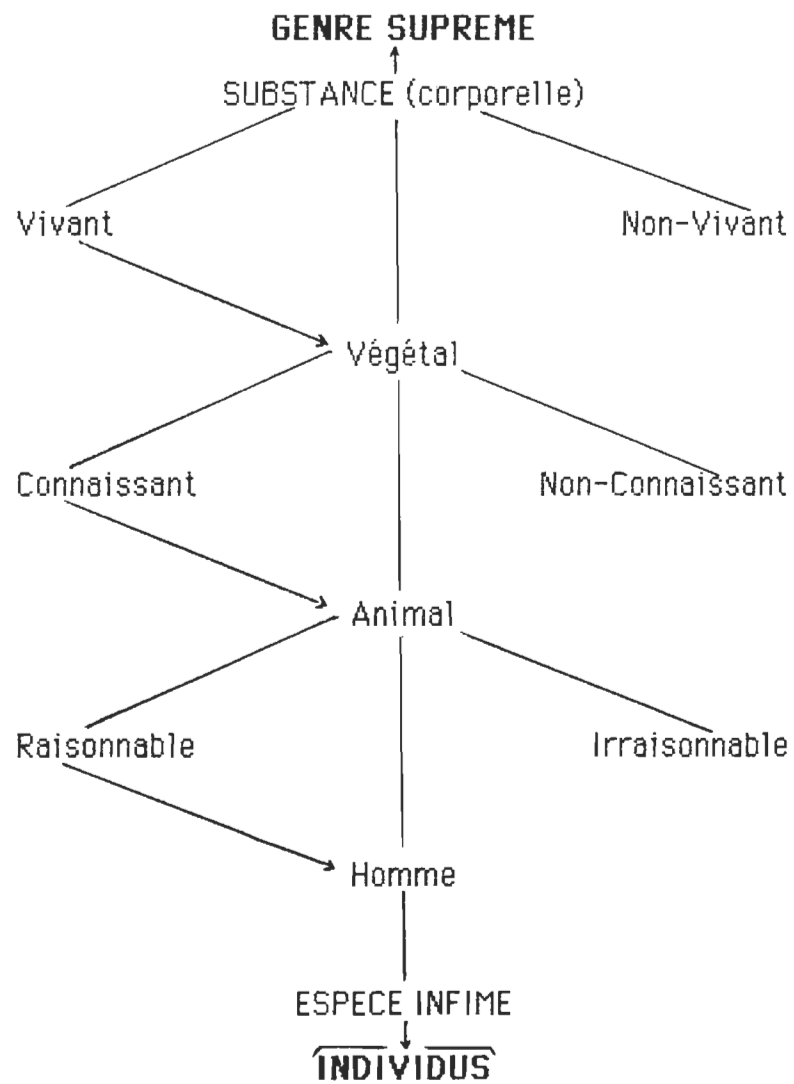 GENRE SUPREME
SUBSTANCE (corporelle)
Vivant
Non-Vivant
Végétal
Connaissant
Non-Connaissant
Animal
Raisonnable
Irraisonnable
Homme
ESPECE INFIME
INDIVIDUS